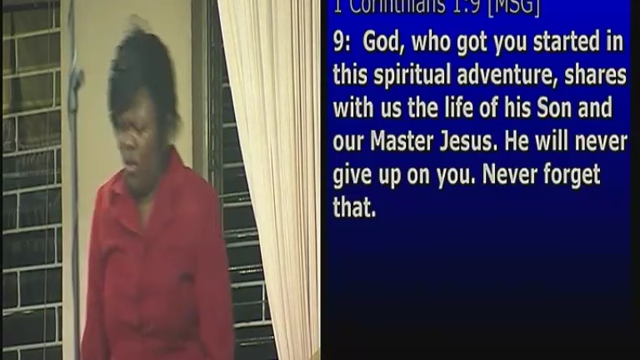 1 Corinthians 1:9 [MSG]
9: God, who got you started in
this spiritual adventure, shares
with us the life of his Son and
our Master Jesus. He will never
give up on you. Never forget
that.